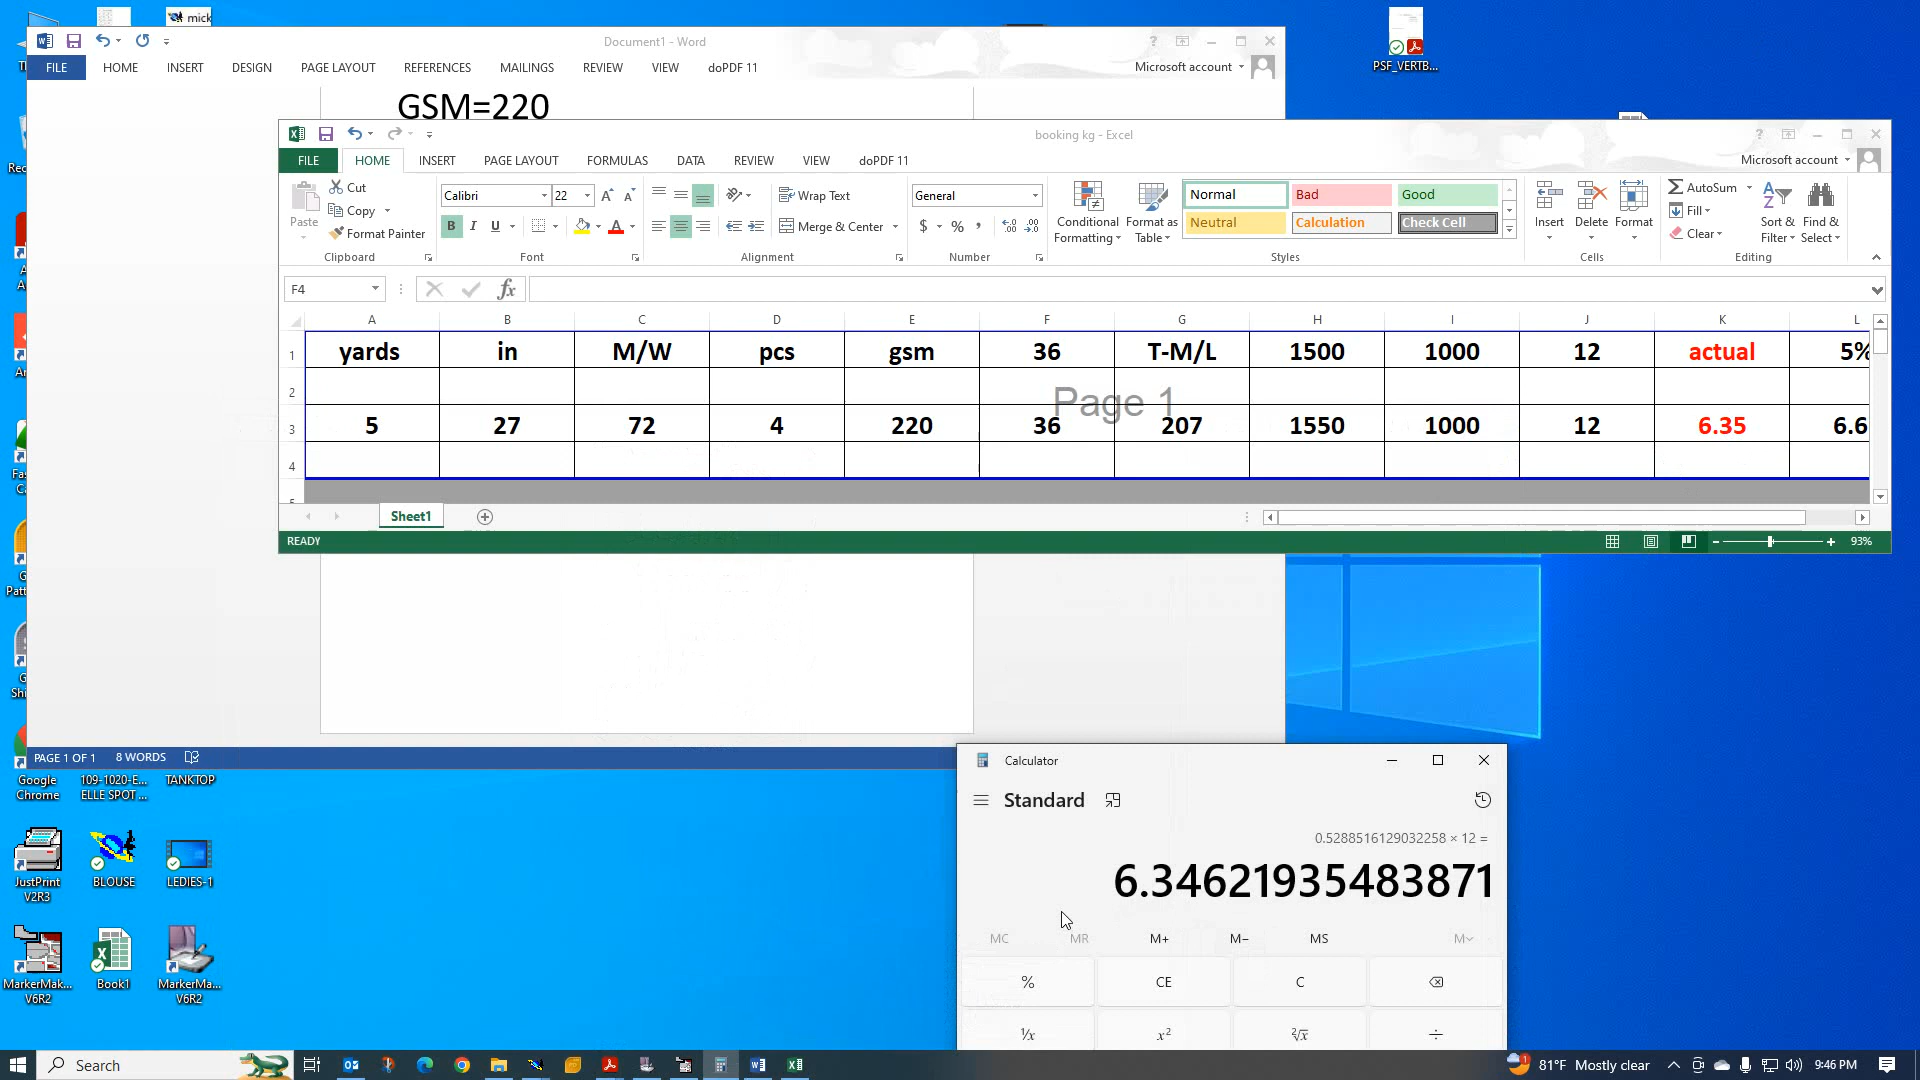 mick
Document1 - Word
FILE HOME INSERT DESIGN PAGE LAYOUT REFERENCES MAILINGS REVIEW VIEW doPDF 11
Microsoft account
PSF_VERTB...
GSM=220
booking kg - Excel
FILE HOME INSERT PAGE LAYOUT FORMULAS DATA REVIEW VIEW doPDF 11
Microsoft account
Paste
Cut
Copy
Format Painter
Clipboard
Calibri 22
B I U
Font
Wrap Text
Merge & Center
Alignment
General
$ % ,
Number
Conditional Formatting
Format as Table
Normal Bad Good
Neutral Calculation Check Cell
Styles
Insert Delete Format
Cells
AutoSum
Fill
Clear
Sort & Filter
Find & Select
Editing
F4
fx
A B C D E F G H I J K L
1 yards in M/W pcs gsm 36 T-M/L 1500 1000 12 actual 5%
2
Page 1
3 5 27 72 4 220 36 207 1550 1000 12 6.35 6.6
4
Sheet1
READY
93%
PAGE 1 OF 1 8 WORDS
Google Chrome
109-1020-E... ELLE SPOT ...
TANKTOP
JustPrint V2R3
BLOUSE
LEDIES-1
MarkerMak... V6R2
Book1
MarkerMa... V6R2
Calculator
Standard
0.5288516129032258 × 12 =
6.34621935483871
MC MR M+ M− MS M
% CE C
1/x x² ²√x ÷
Search
81°F Mostly clear
9:46 PM